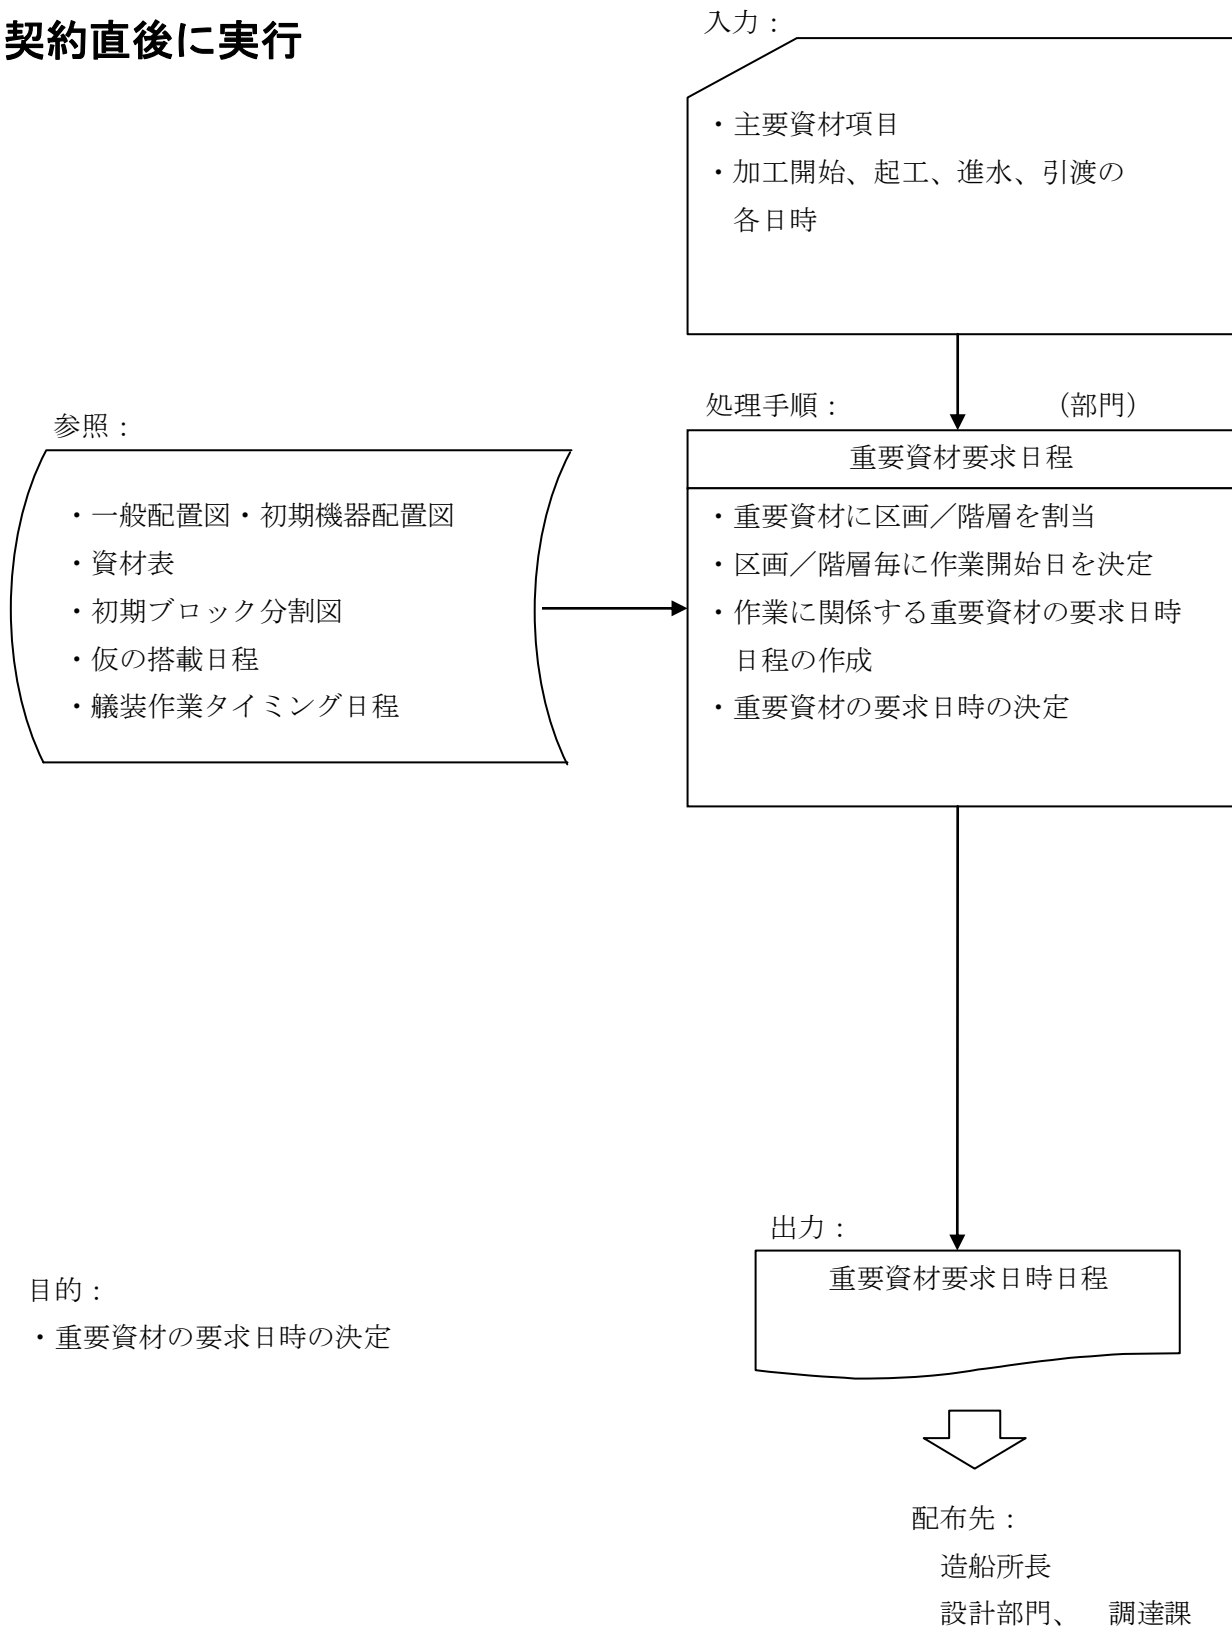 契約直後に実行
入力：
・主要資材項目
・加工開始、起工、進水、引渡の
各日時
参照：
・一般配置図・初期機器配置図
・資材表
・初期ブロック分割図
・仮の搭載日程
・艤装作業タイミング日程
処理手順： （部門）
重要資材要求日程
・重要資材に区画／階層を割当
・区画／階層毎に作業開始日を決定
・作業に関係する重要資材の要求日時
日程の作成
・重要資材の要求日時の決定
目的：
・重要資材の要求日時の決定
出力：
重要資材要求日時日程
配布先：
造船所長
設計部門、 調達課